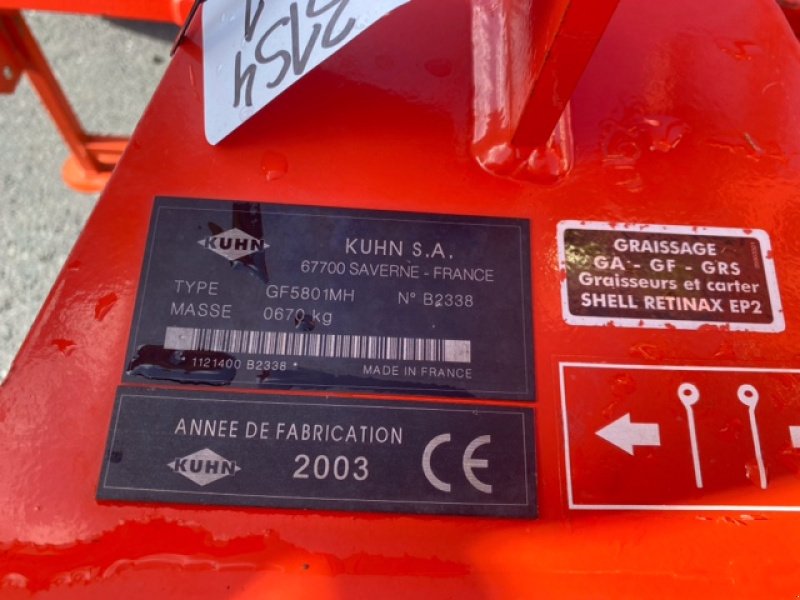 2154
KUHN
KUHN S.A.
67700 SAVERNE - FRANCE
TYPE GF5801MH N° B2338
MASSE 0670 kg
* 1121400 B2338 *
MADE IN FRANCE
ANNEE DE FABRICATION
KUHN 2003 CE
GRAISSAGE
GA - GF - GRS
Graisseurs et carter
SHELL RETINAX EP2